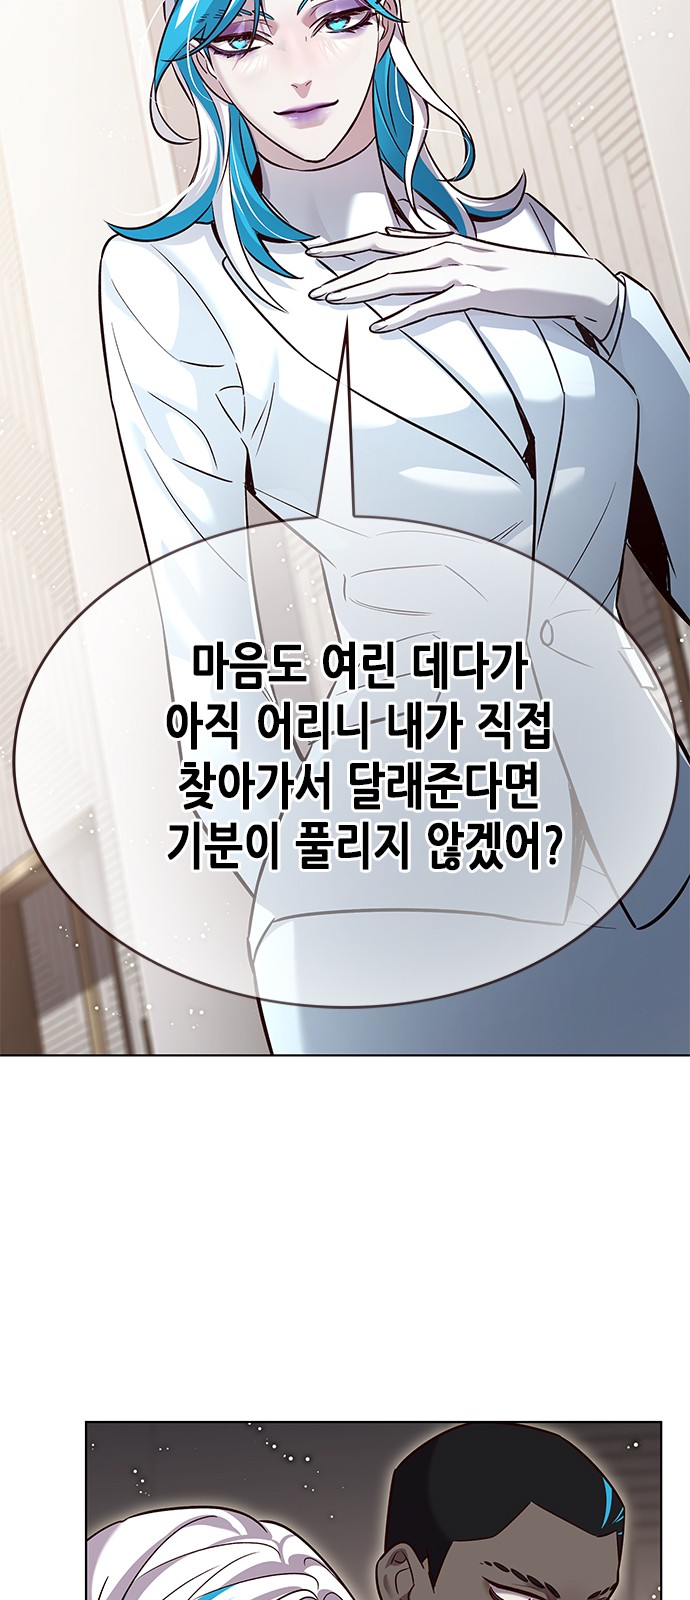 마음도 여린 데다가
아직 어리니 내가 직접
찾아가서 달래준다면
기분이 풀리지 않겠어?